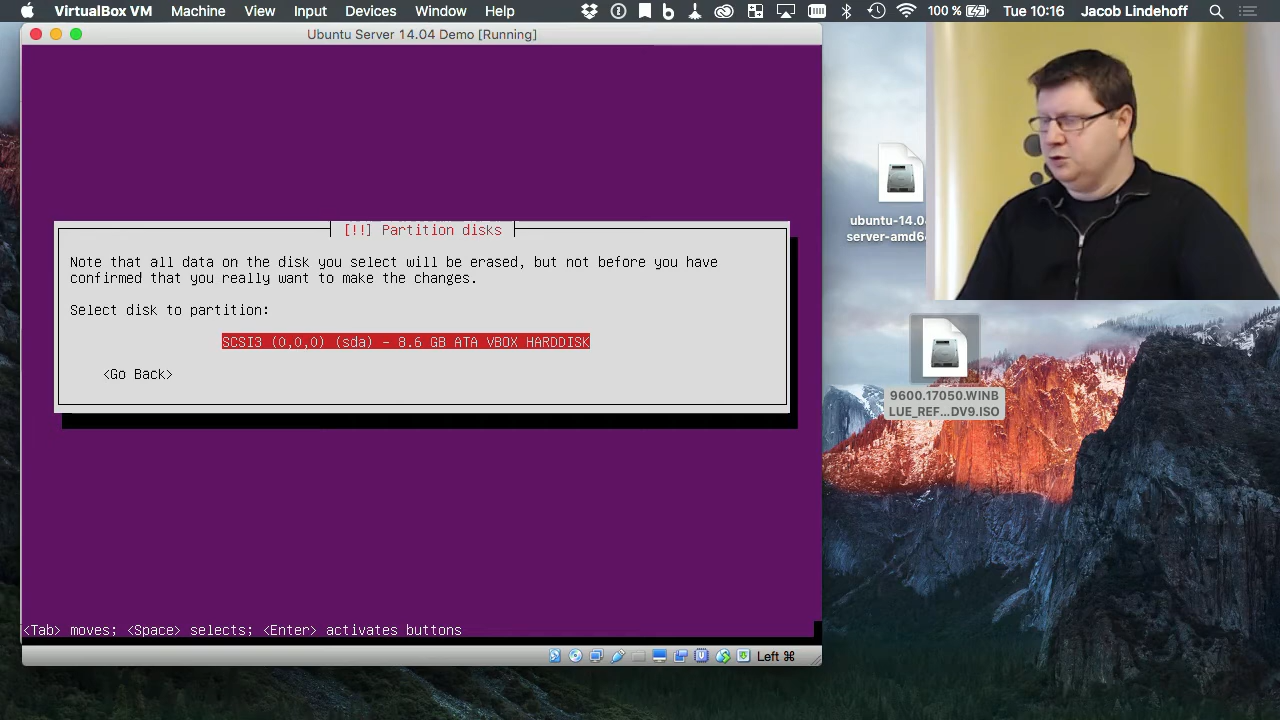 VirtualBox VM Machine View Input Devices Window Help 100 % Tue 10:16 Jacob Lindehoff
Ubuntu Server 14.04 Demo [Running]
[!!] Partition disks
Note that all data on the disk you select will be erased, but not before you have
confirmed that you really want to make the changes.
Select disk to partition:
SCSI3 (0,0,0) (sda) - 8.6 GB ATA VBOX HARDDISK
<Go Back>
<Tab> moves; <Space> selects; <Enter> activates buttons
Left ⌘
ubuntu-14.0
server-amd6
9600.17050.WINB
LUE_REF...DV9.ISO